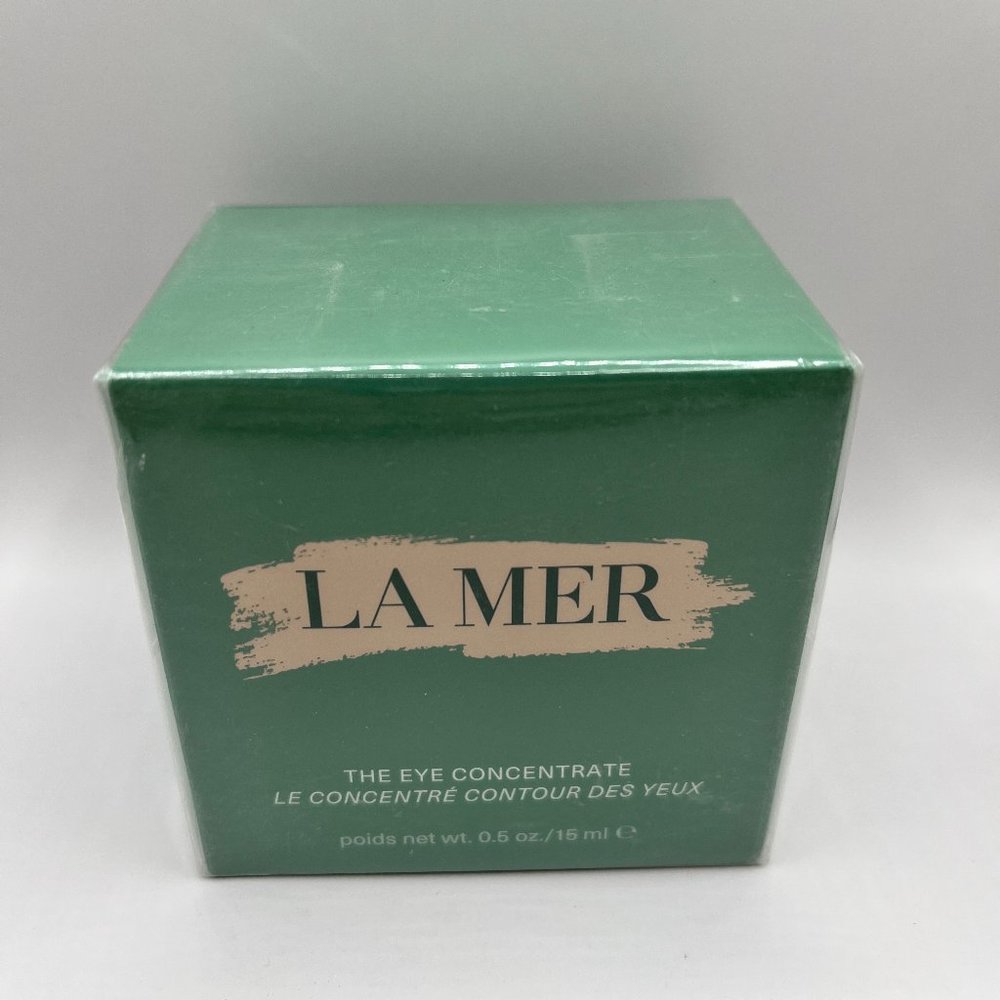 LA MER
THE EYE CONCENTRATE
LE CONCENTRÉ CONTOUR DES YEUX
poids net wt. 0.5 oz./15 ml ℮